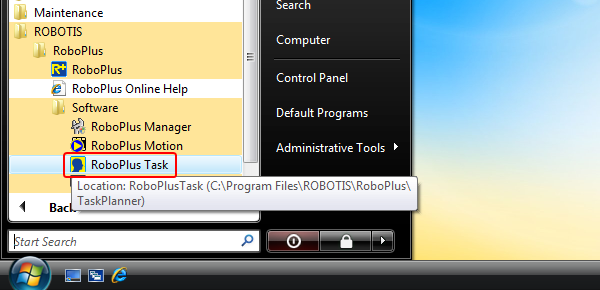 Maintenance
ROBOTIS
RoboPlus
R+ RoboPlus
RoboPlus Online Help
Software
RoboPlus Manager
RoboPlus Motion
RoboPlus Task
Location: RoboPlusTask (C:\Program Files\ROBOTIS\RoboPlus\
TaskPlanner)
Back
Start Search
Search
Computer
Control Panel
Default Programs
Administrative Tools